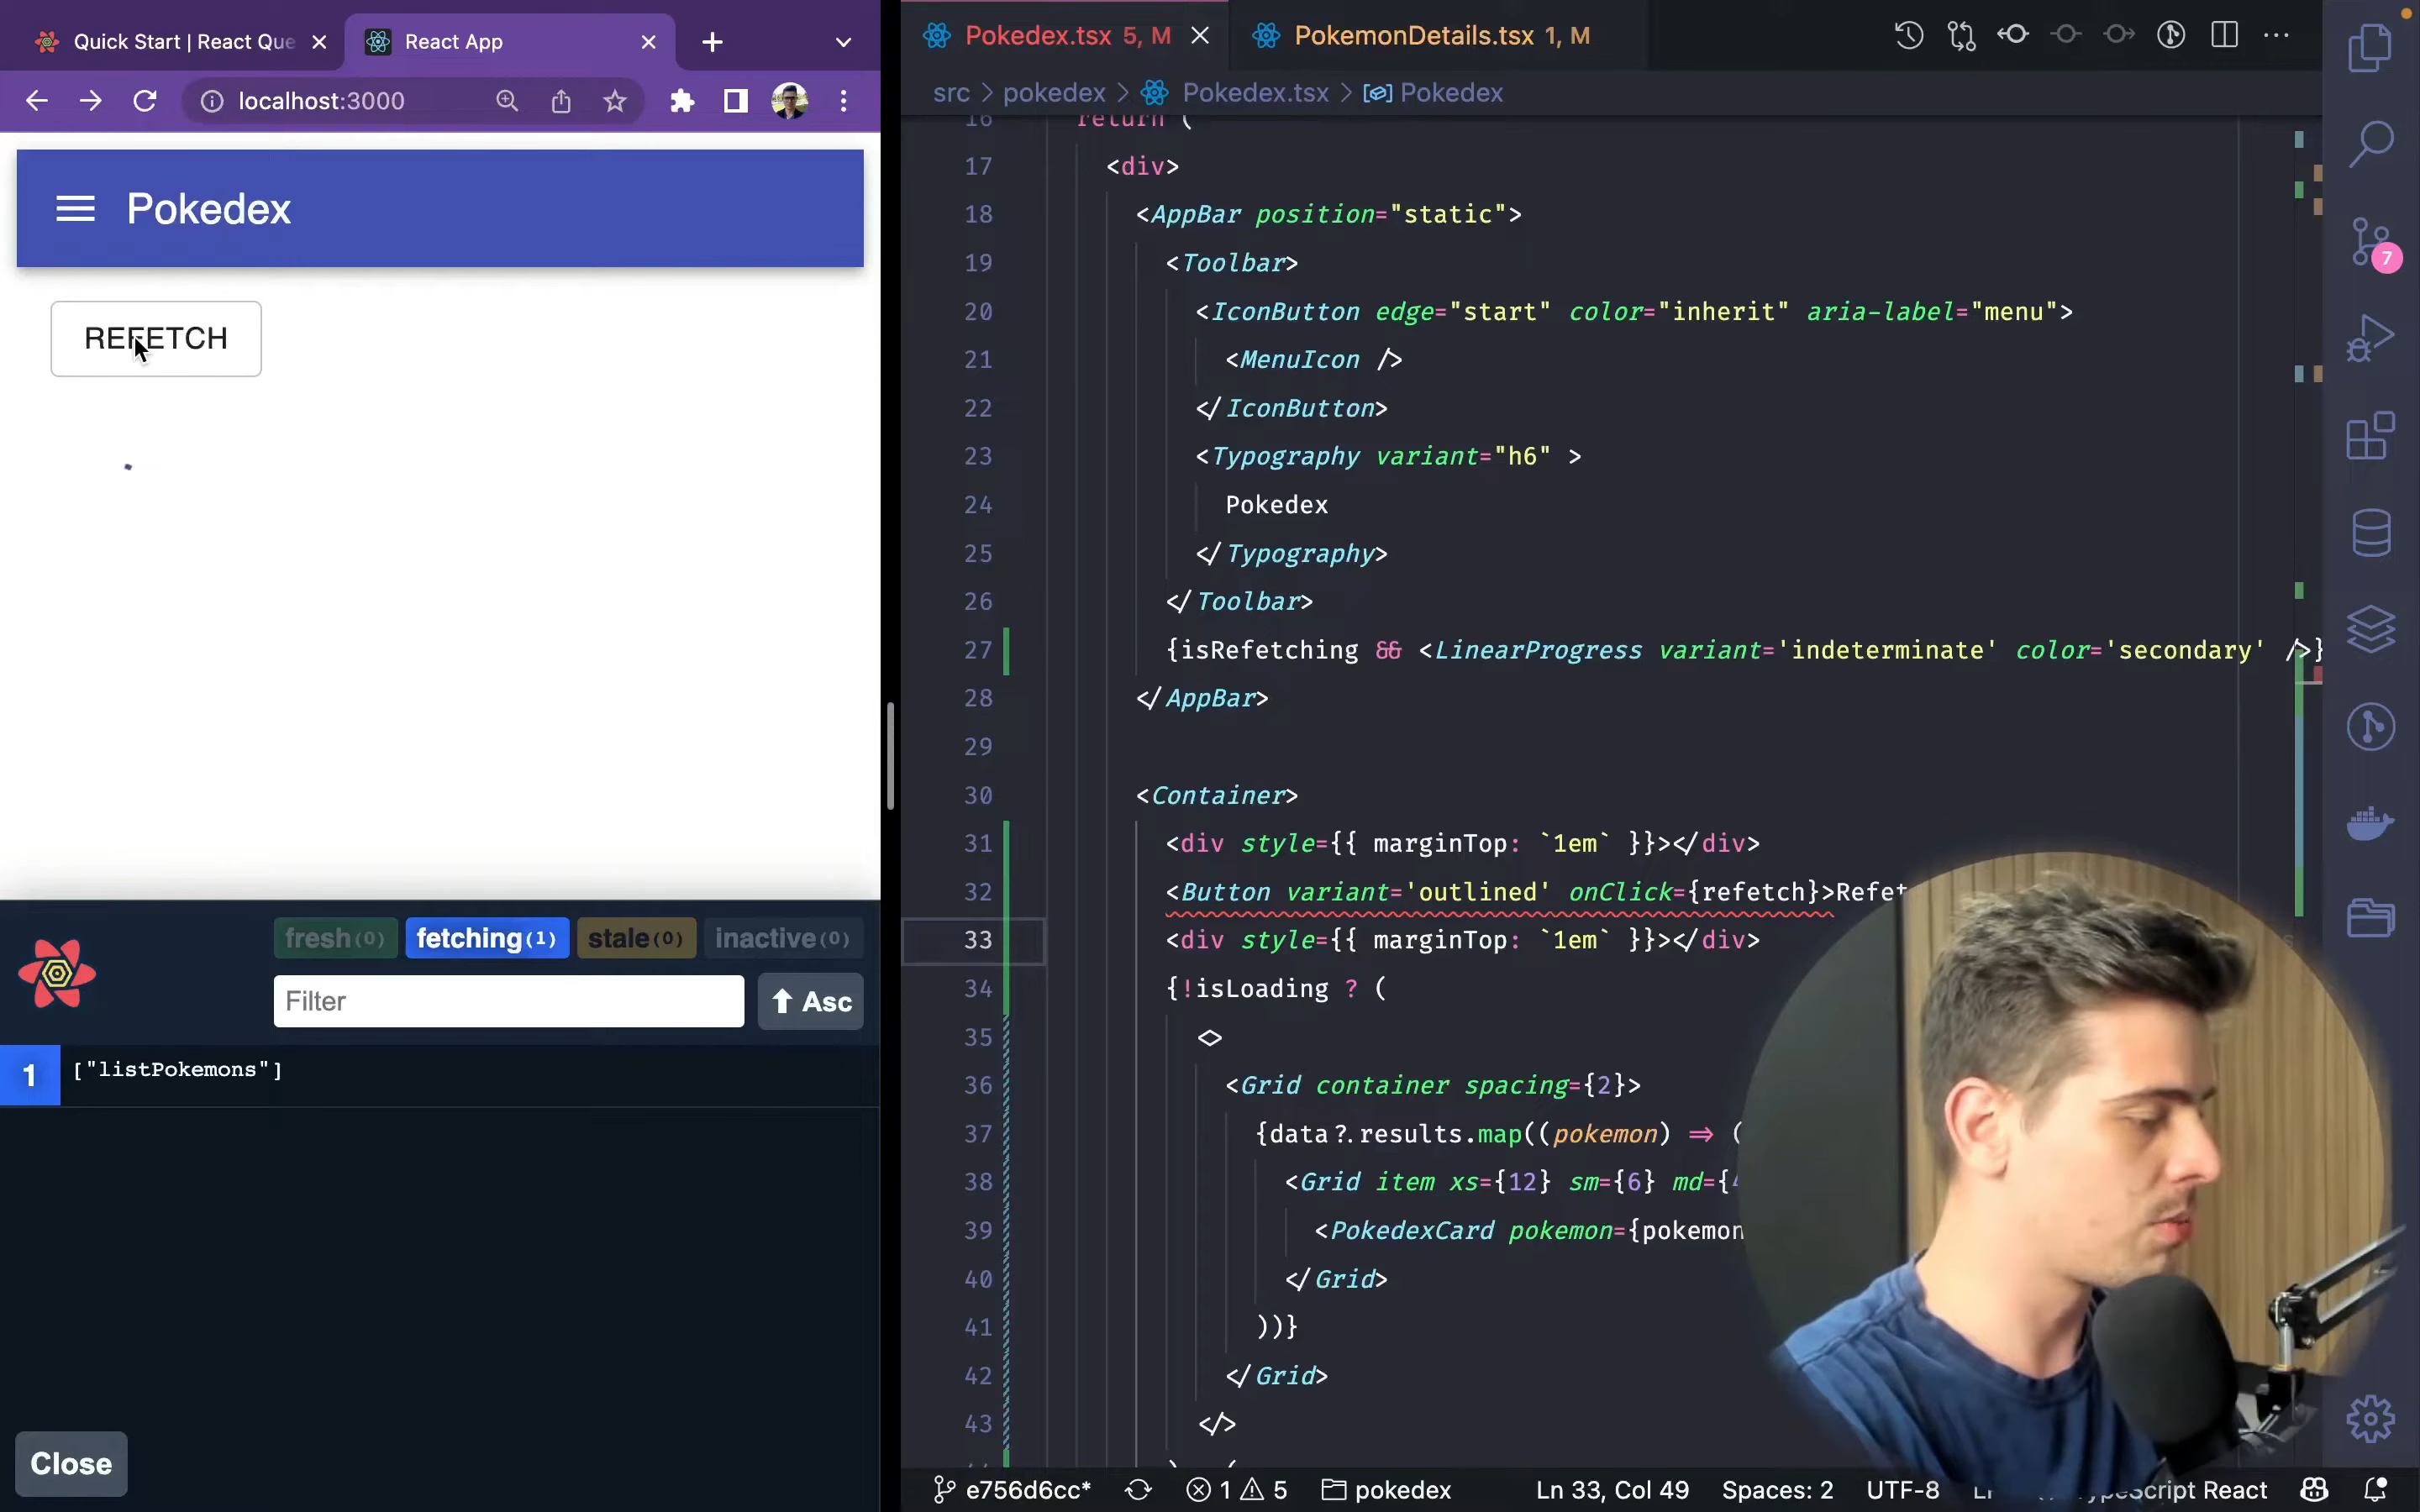 Quick Start | React Que
React App
localhost:3000
Pokedex
REFETCH
fresh(0) fetching(1) stale(0) inactive(0)
Filter
Asc
1 ["listPokemons"]
Close
Pokedex.tsx 5, M
PokemonDetails.tsx 1, M
src > pokedex > Pokedex.tsx > Pokedex
16 return (
17 <div>
18 <AppBar position="static">
19 <Toolbar>
20 <IconButton edge="start" color="inherit" aria-label="menu">
21 <MenuIcon />
22 </IconButton>
23 <Typography variant="h6" >
24 Pokedex
25 </Typography>
26 </Toolbar>
27 {isRefetching && <LinearProgress variant='indeterminate' color='secondary' />}
28 </AppBar>
29
30 <Container>
31 <div style={{ marginTop: `1em` }}></div>
32 <Button variant='outlined' onClick={refetch}>Refet
33 <div style={{ marginTop: `1em` }}></div>
34 {!isLoading ? (
35 <>
36 <Grid container spacing={2}>
37 {data?.results.map((pokemon) => (
38 <Grid item xs={12} sm={6} md={
39 <PokedexCard pokemon={pokemon
40 </Grid>
41 ))}
42 </Grid>
43 </>
7
e756d6cc* 1 5 pokedex Ln 33, Col 49 Spaces: 2 UTF-8 TypeScript React